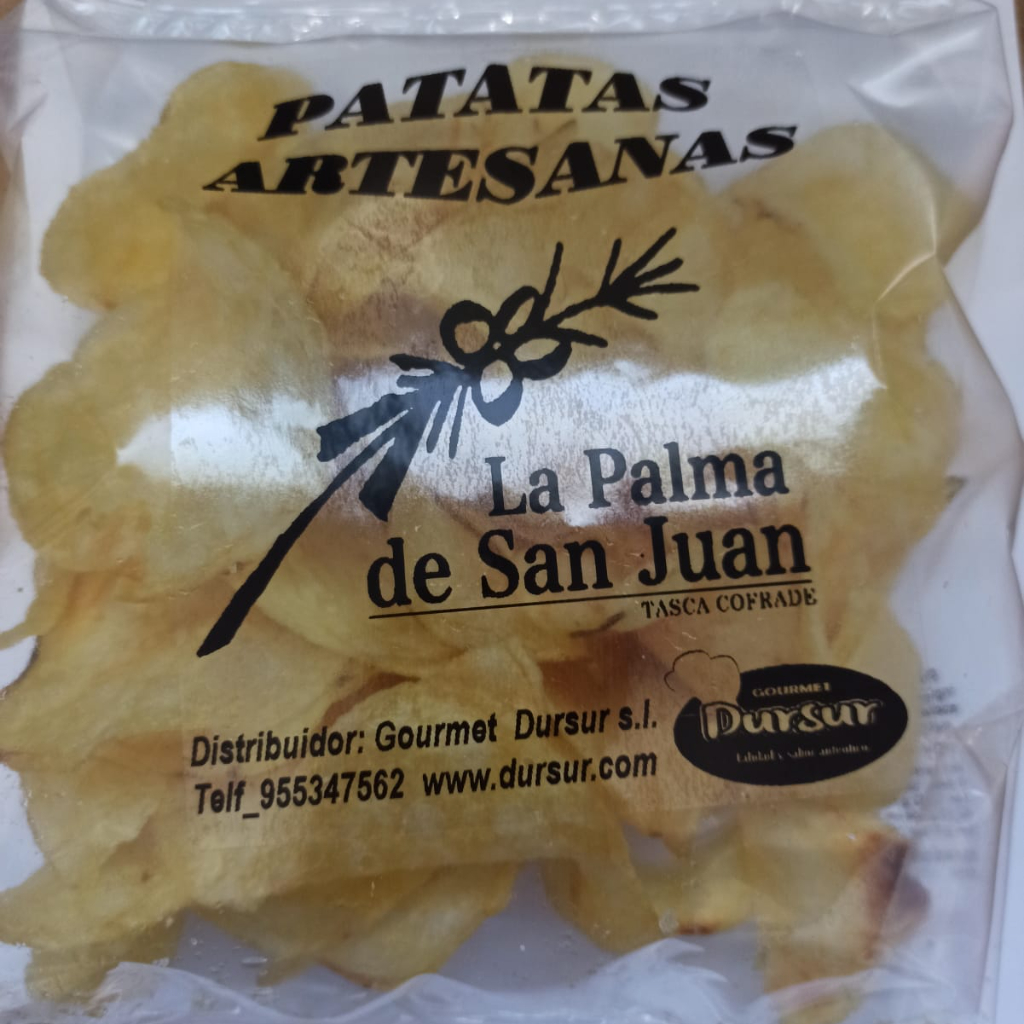 PATATAS
ARTESANAS
La Palma
de San Juan
TASCA COFRADE
GOURMET
Dursur
Distribuidor: Gourmet Dursur s.l.
Telf_955347562 www.dursur.com